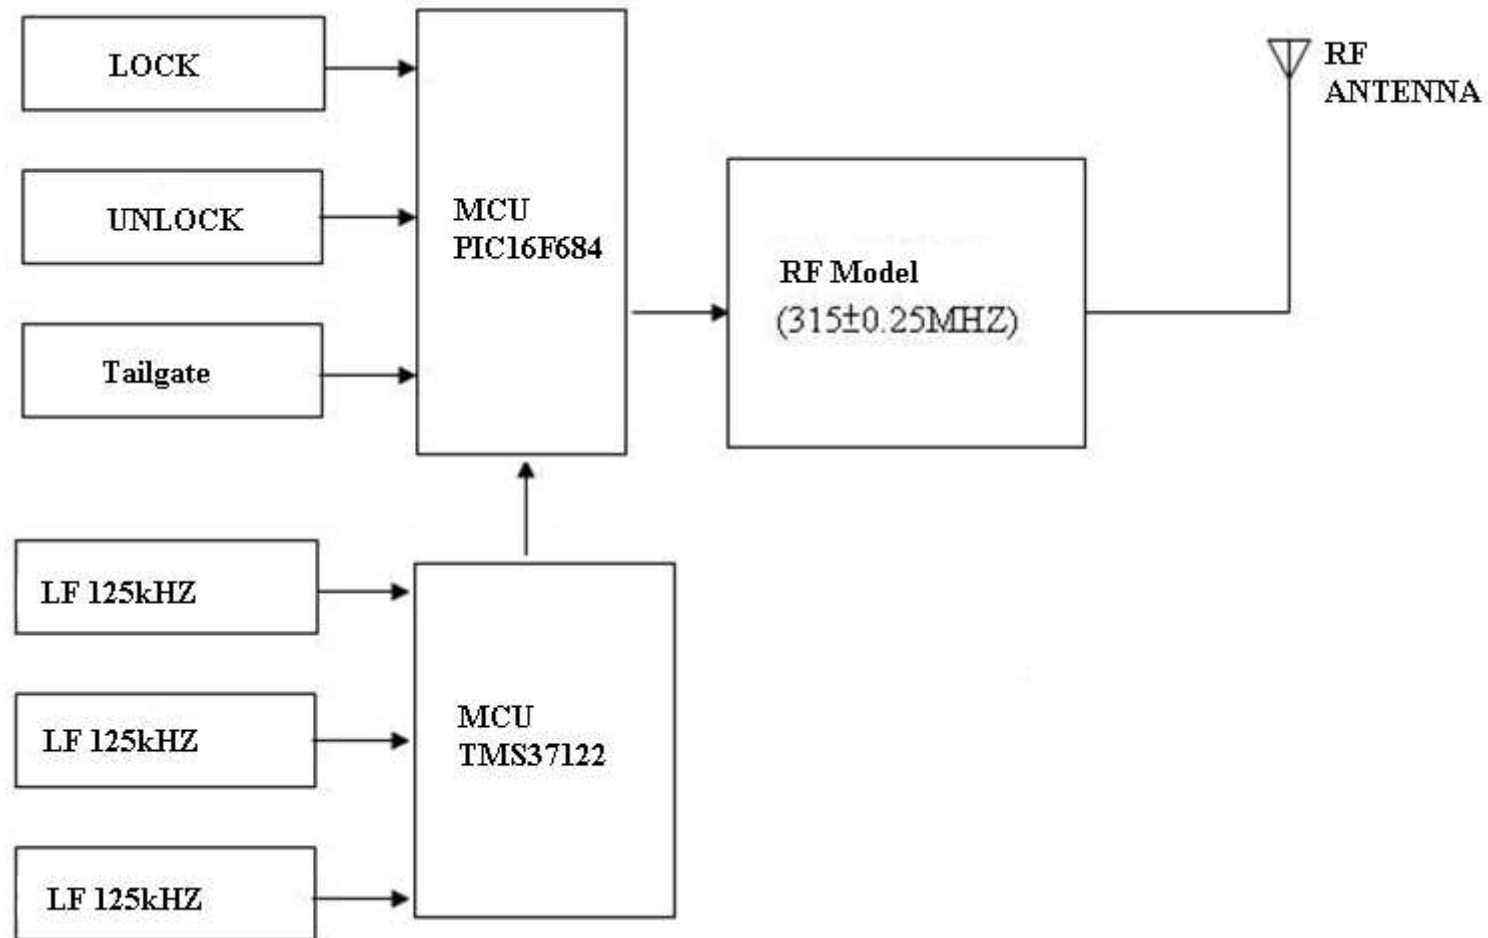 LOCK
UNLOCK
Tailgate
MCU
PIC16F684
RF Model
(315±0.25MHZ)
RF
ANTENNA
LF 125kHZ
LF 125kHZ
LF 125kHZ
MCU
TMS37122